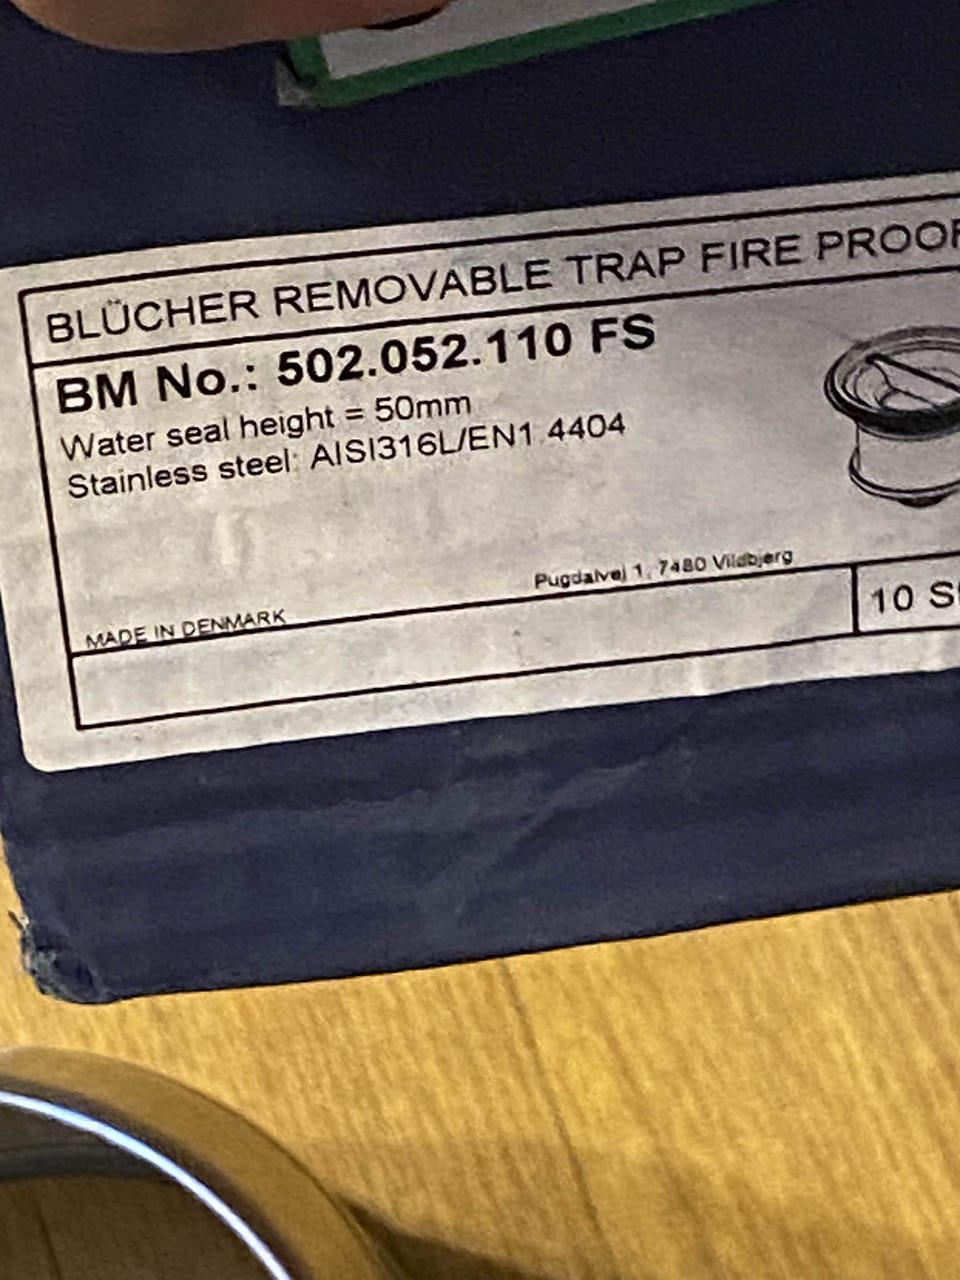 BLÜCHER REMOVABLE TRAP FIRE PROOF
BM No.: 502.052.110 FS
Water seal height = 50mm
Stainless steel: AISI316L/EN1.4404
Pugdalvej 1, 7480 Vildbjerg
MADE IN DENMARK
10